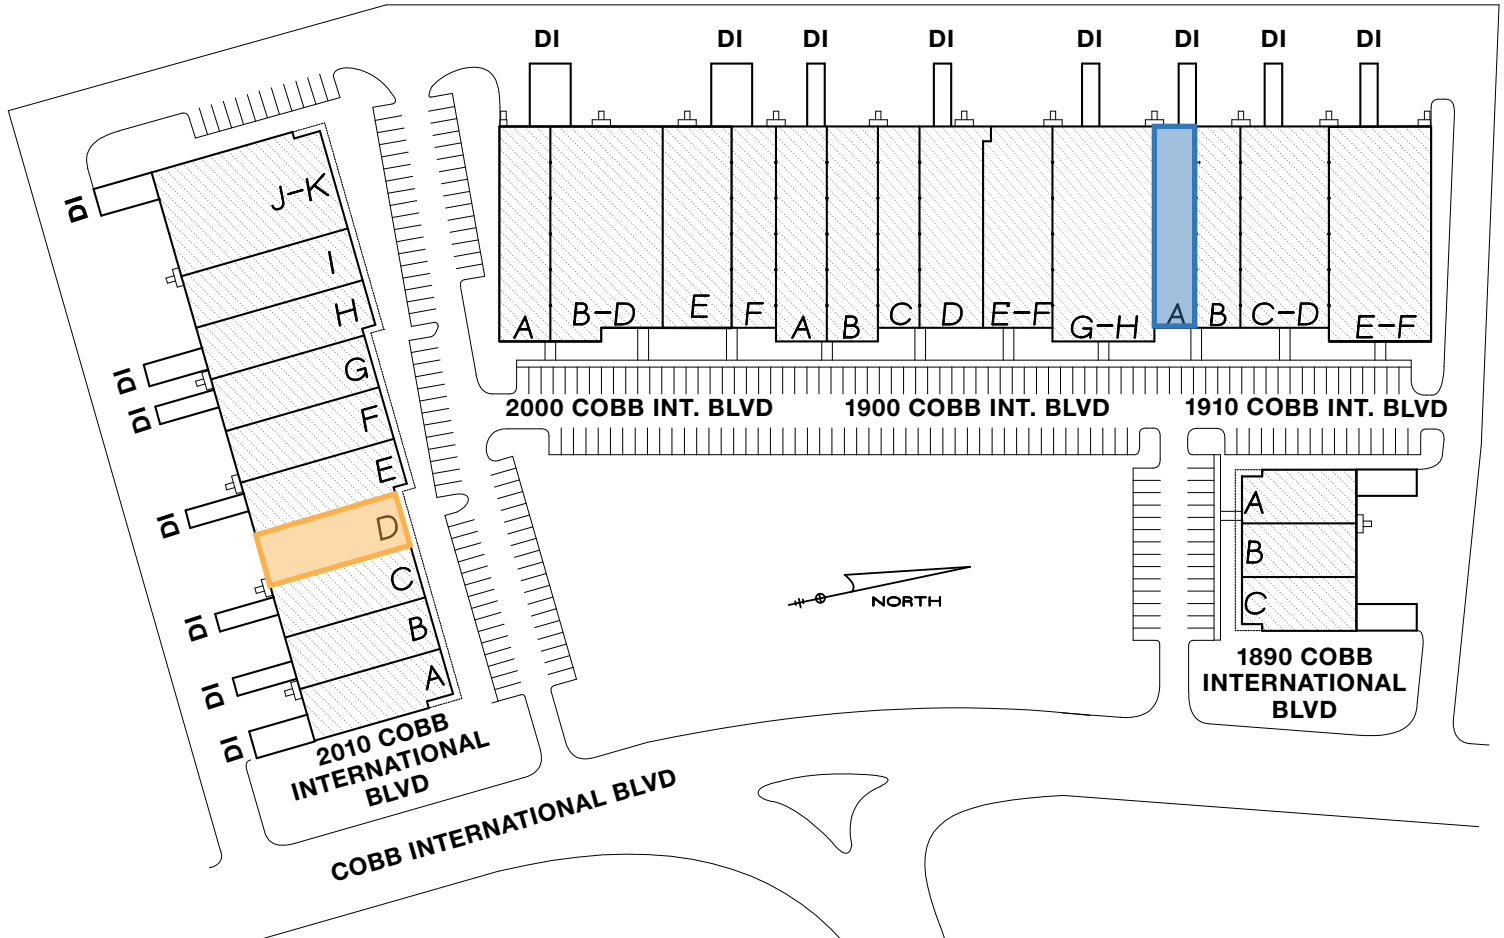 DI DI DI DI DI DI DI DI
A B-D E F A B C D E-F G-H A B C-D E-F
2000 COBB INT. BLVD 1900 COBB INT. BLVD 1910 COBB INT. BLVD
DI J-K
I
H
DI G
DI F
E
DI D
C
DI B
DI A
DI
2010 COBB
INTERNATIONAL
BLVD
NORTH
A
B
C
1890 COBB
INTERNATIONAL
BLVD
COBB INTERNATIONAL BLVD